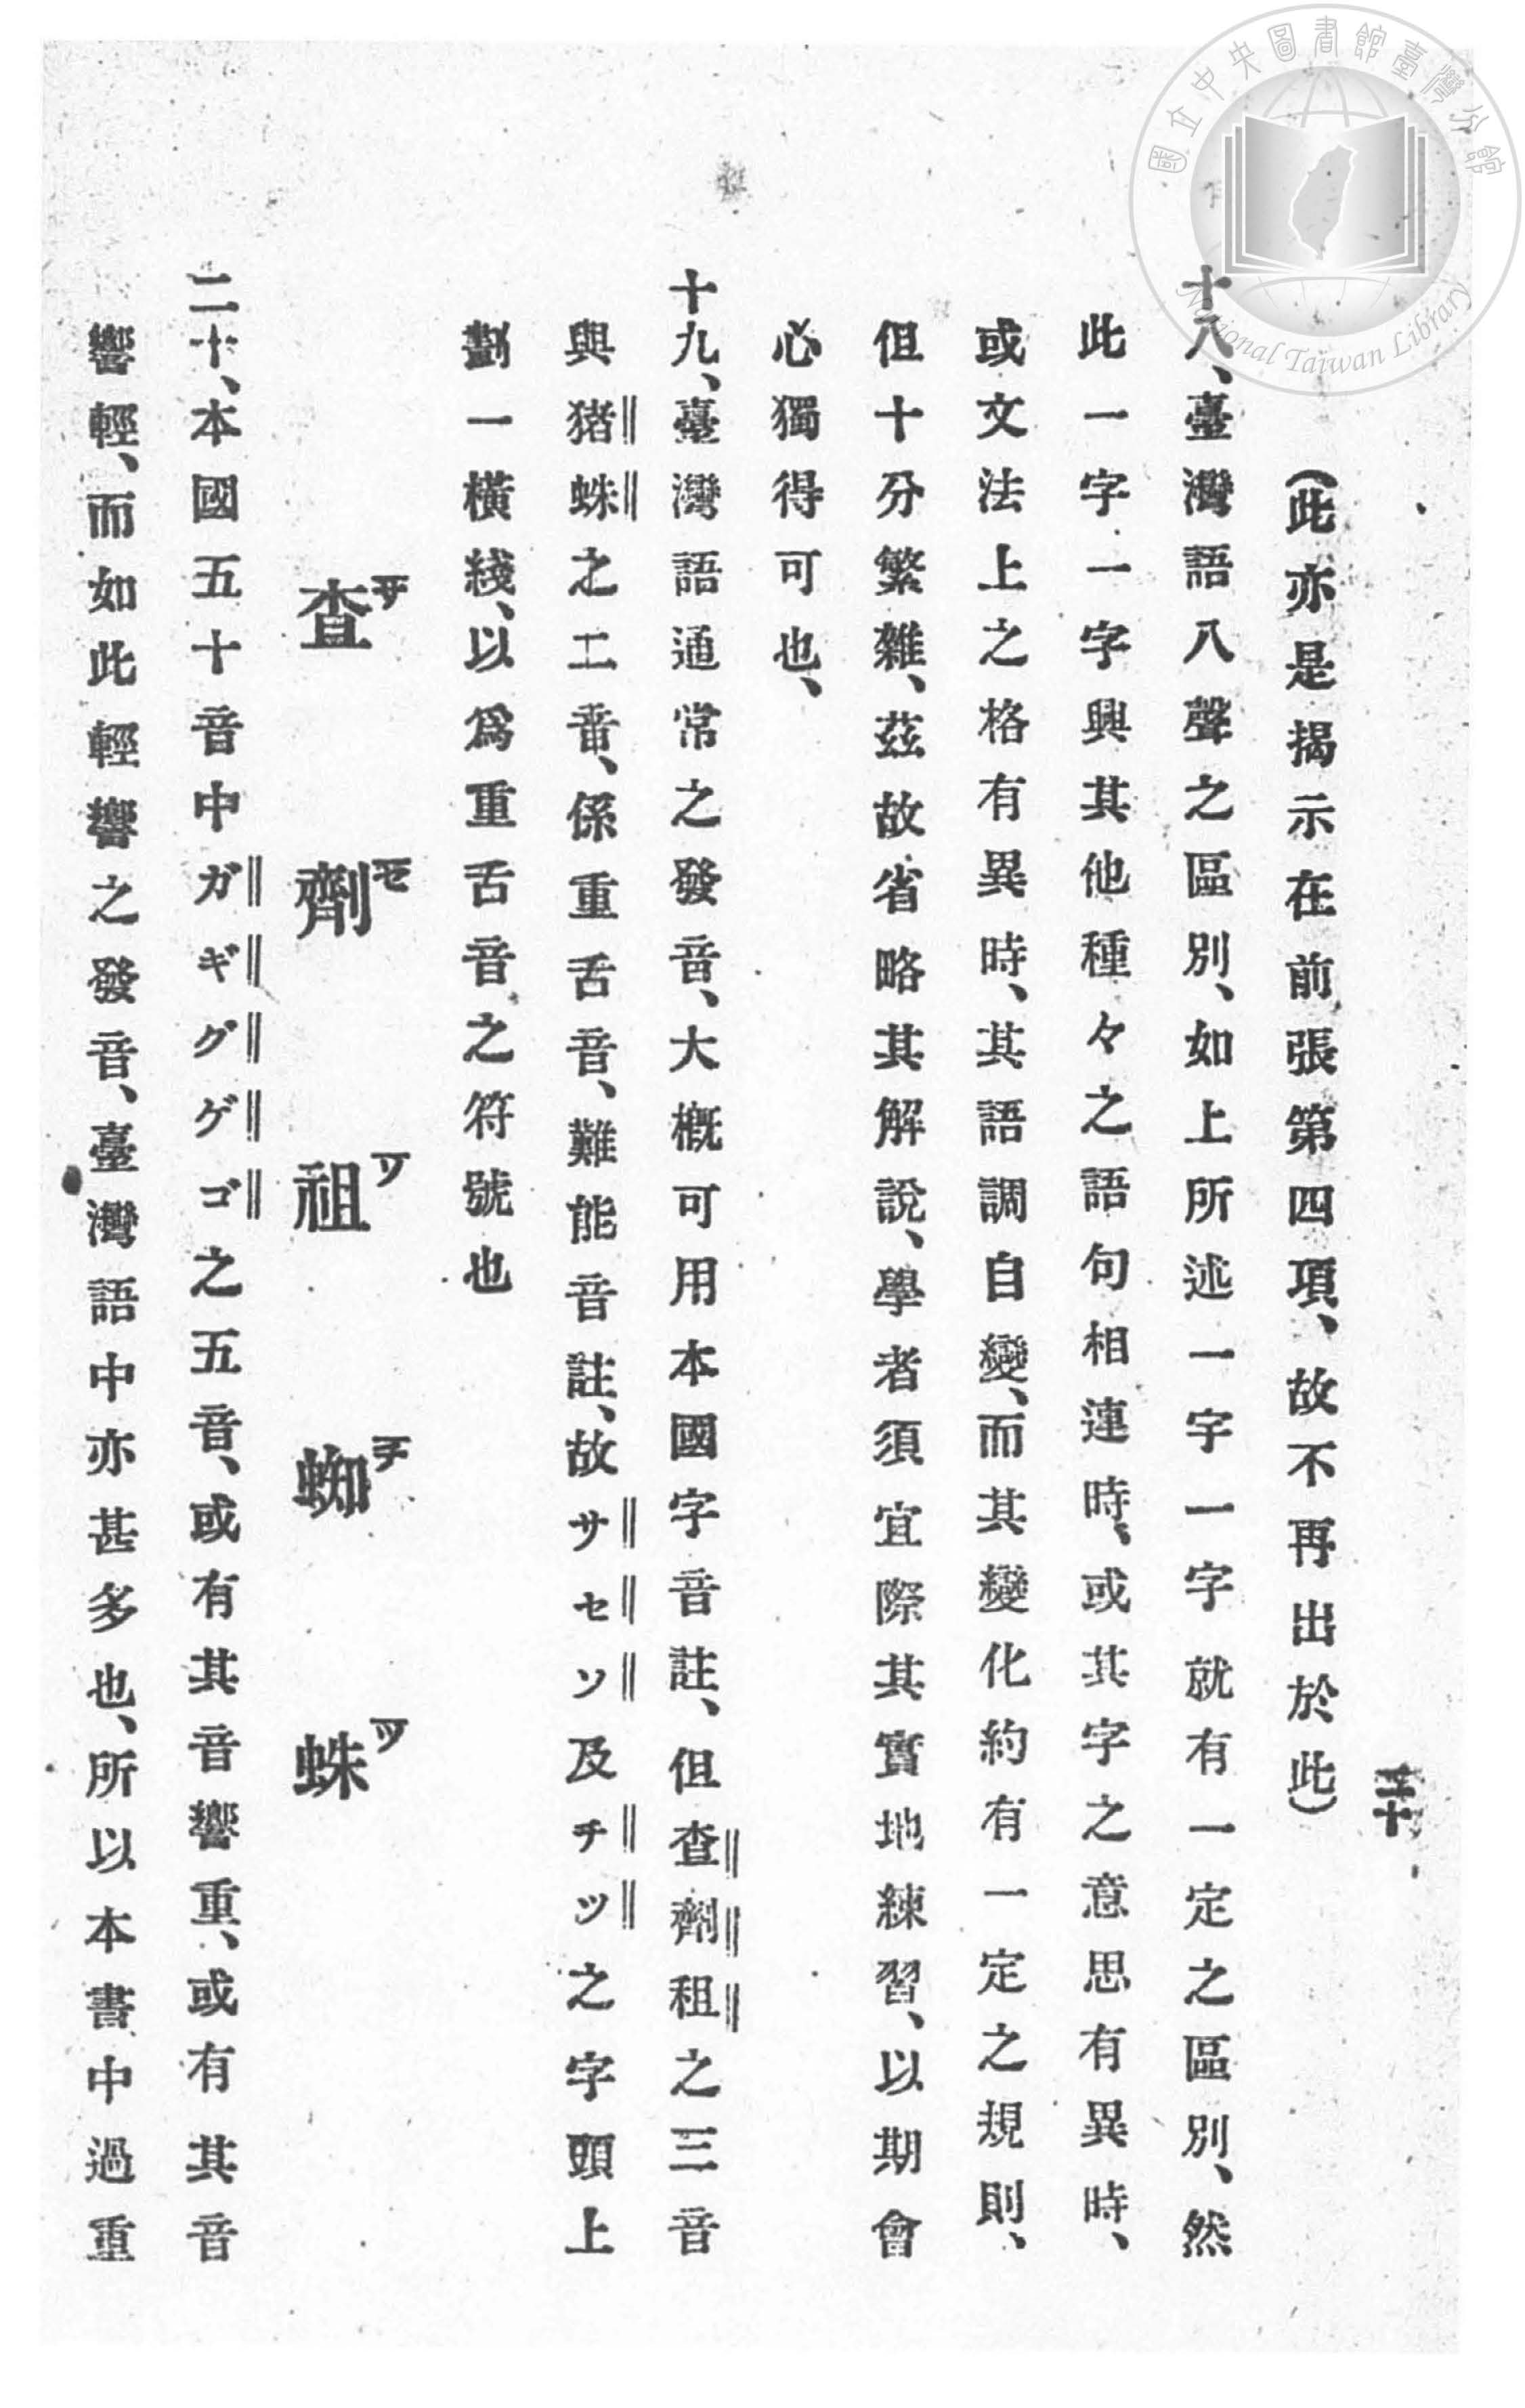 國立中央圖書館臺灣分館
National Taiwan Library
二十
(此亦是揭示在前張第四項、故不再出於此)
十八、臺灣語八聲之區別、如上所述一字一字就有一定之區別、然
此一字一字與其他種々之語句相連時、或其字之意思有異時、
或文法上之格有異時、其語調自變、而其變化約有一定之規則、
但十分繁雜、茲故省略其解說、學者須宜際其實地練習、以期會
心獨得可也、
十九、臺灣語通常之發音、大概可用本國字音註、但查劑租之三音
與猪蛛之二音、係重舌音、難能音註、故サセソ及チツ之字頭上
劃一橫綫、以爲重舌音之符號也
查サ̅ 劑セ̅ 祖ソ̅ 蜘チ̅ 蛛ツ̅
二十、本國五十音中ガギグゲゴ之五音、或有其音響重、或有其音
響輕、而如此輕響之發音、臺灣語中亦甚多也、所以本書中過重